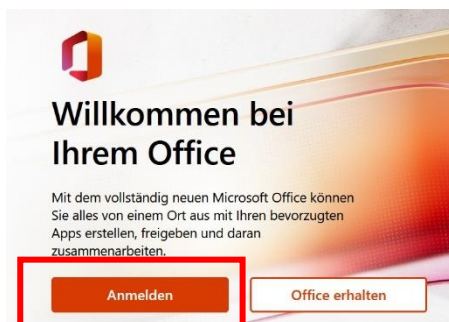 Willkommen bei
Ihrem Office
Mit dem vollständig neuen Microsoft Office können
Sie alles von einem Ort aus mit Ihren bevorzugten
Apps erstellen, freigeben und daran
zusammenarbeiten.
Anmelden Office erhalten